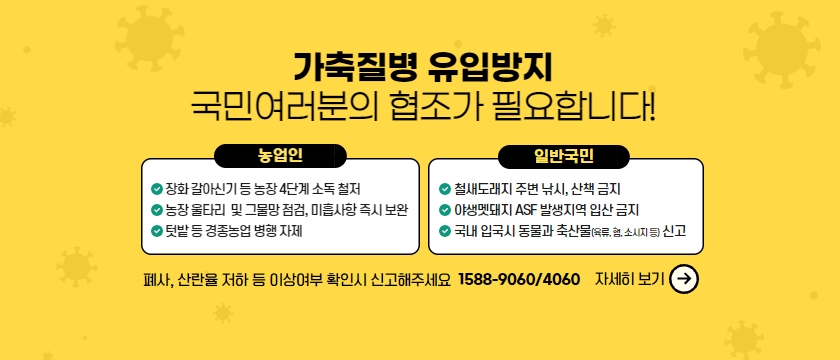 가축질병 유입방지
국민여러분의 협조가 필요합니다!
농업인
장화 갈아신기 등 농장 4단계 소독 철저
농장 울타리 및 그물망 점검, 미흡사항 즉시 보완
텃밭 등 경종농업 병행 자제
일반국민
철새도래지 주변 낚시, 산책 금지
야생멧돼지 ASF 발생지역 입산 금지
국내 입국시 동물과 축산물(육류, 햄, 소시지 등) 신고
폐사, 산란율 저하 등 이상여부 확인시 신고해주세요 1588-9060/4060 자세히 보기